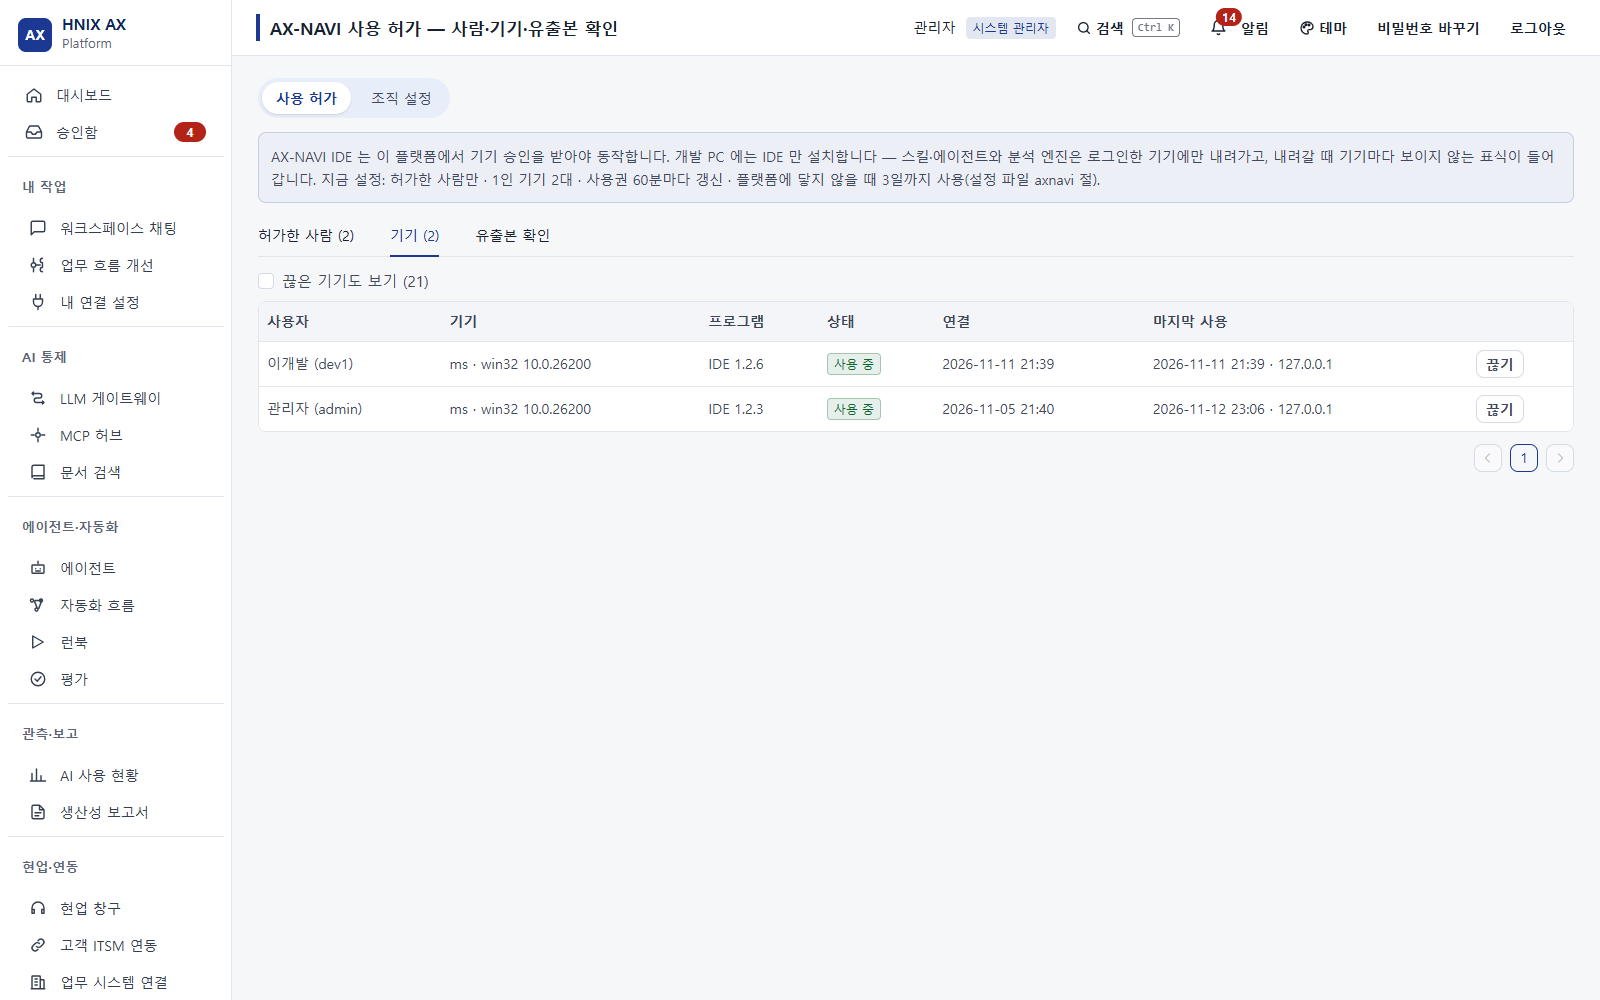 AX
HNIX AX
Platform
대시보드
승인함
4
내 작업
워크스페이스 채팅
업무 흐름 개선
내 연결 설정
AI 통제
LLM 게이트웨이
MCP 허브
문서 검색
에이전트·자동화
에이전트
자동화 흐름
런북
평가
관측·보고
AI 사용 현황
생산성 보고서
현업·연동
현업 창구
고객 ITSM 연동
업무 시스템 연결
AX-NAVI 사용 허가 — 사람·기기·유출본 확인
관리자 시스템 관리자 검색 Ctrl K 14 알림 테마 비밀번호 바꾸기 로그아웃
사용 허가 조직 설정
AX-NAVI IDE 는 이 플랫폼에서 기기 승인을 받아야 동작합니다. 개발 PC 에는 IDE 만 설치합니다 — 스킬·에이전트와 분석 엔진은 로그인한 기기에만 내려가고, 내려갈 때 기기마다 보이지 않는 표식이 들어
갑니다. 지금 설정: 허가한 사람만 · 1인 기기 2대 · 사용권 60분마다 갱신 · 플랫폼에 닿지 않을 때 3일까지 사용(설정 파일 axnavi 절).
허가한 사람 (2) 기기 (2) 유출본 확인
끊은 기기도 보기 (21)
사용자 기기 프로그램 상태 연결 마지막 사용
이개발 (dev1) ms · win32 10.0.26200 IDE 1.2.6 사용 중 2026-11-11 21:39 2026-11-11 21:39 · 127.0.0.1 끊기
관리자 (admin) ms · win32 10.0.26200 IDE 1.2.3 사용 중 2026-11-05 21:40 2026-11-12 23:06 · 127.0.0.1 끊기
1